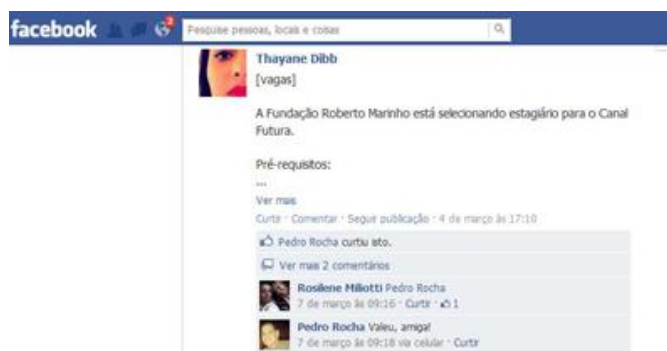 facebook
3
Pesquise pessoas, locais e coisas
Thayane Dibb
[vagas]
A Fundação Roberto Marinho está selecionando estagiário para o Canal
Futura.
Pré-requisitos:
...
Ver mais
Curtir · Comentar · Seguir publicação · 4 de março às 17:10
Pedro Rocha curtiu isto.
Ver mais 2 comentários
Rosilene Miliotti Pedro Rocha
7 de março às 09:16 · Curtir · 1
Pedro Rocha Valeu, amiga!
7 de março às 09:18 via celular · Curtir